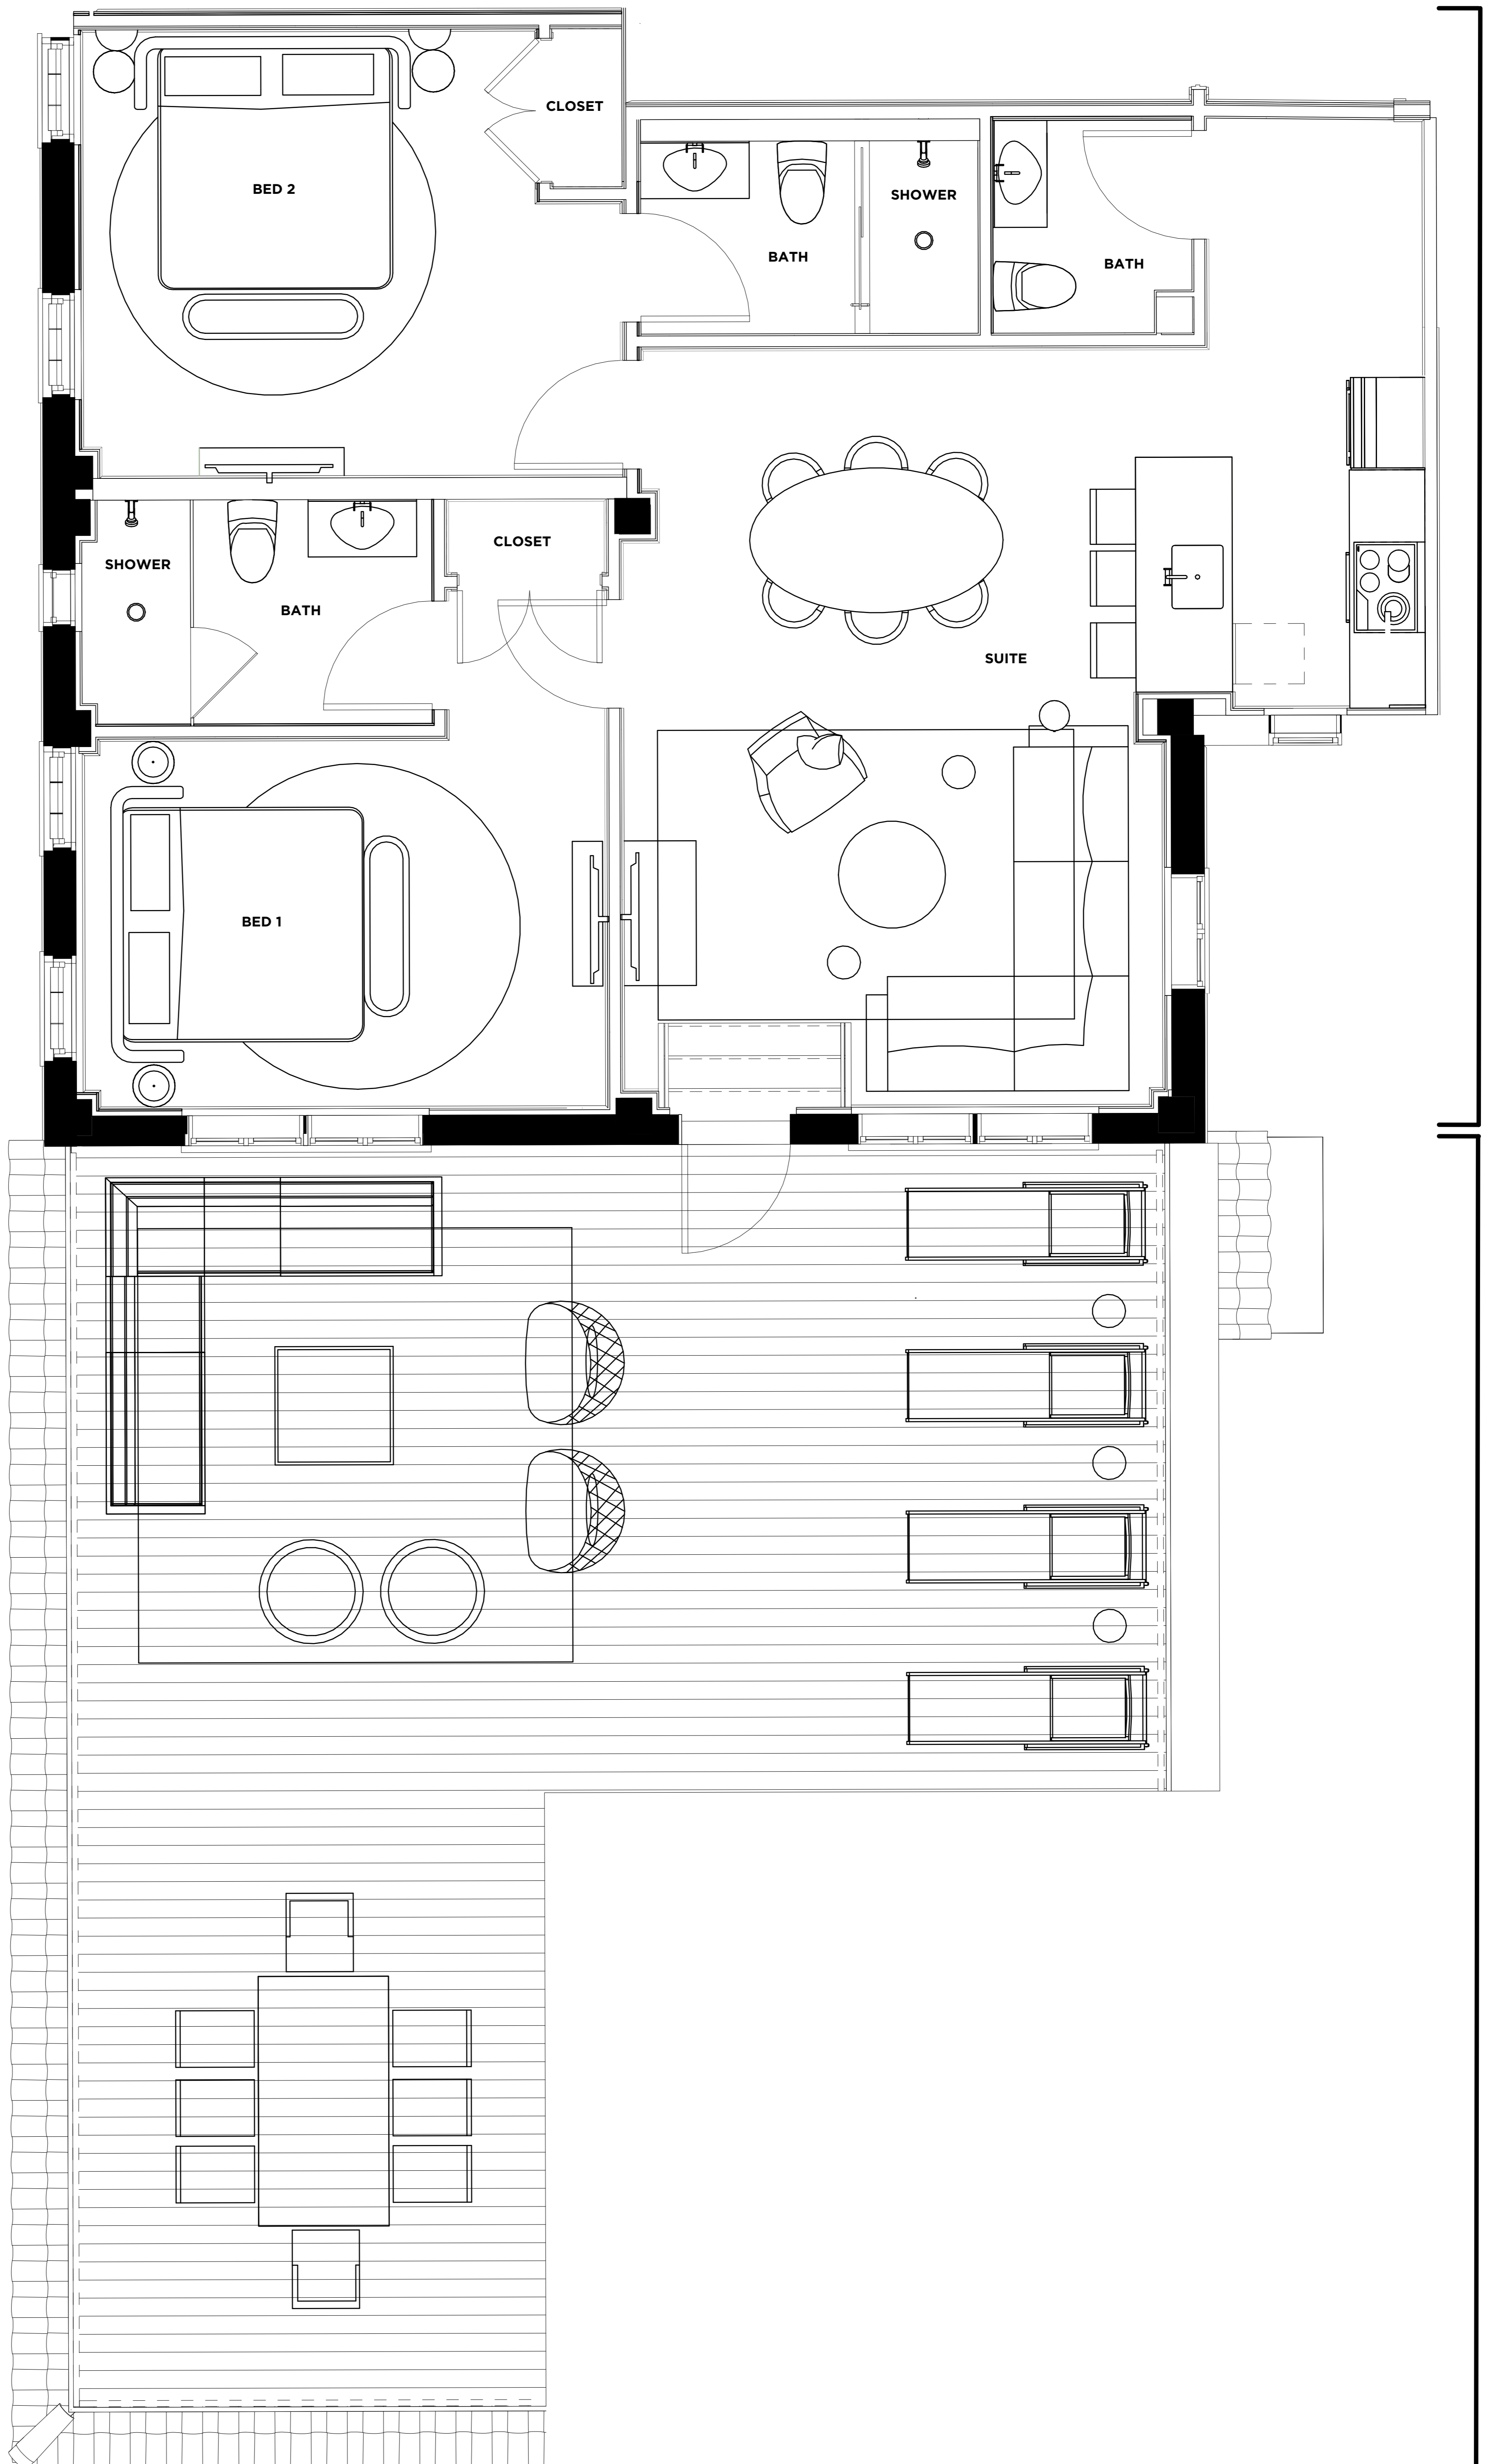 CLOSET
BED 2
SHOWER
BATH
BATH
CLOSET
SHOWER
BATH
SUITE
BED 1